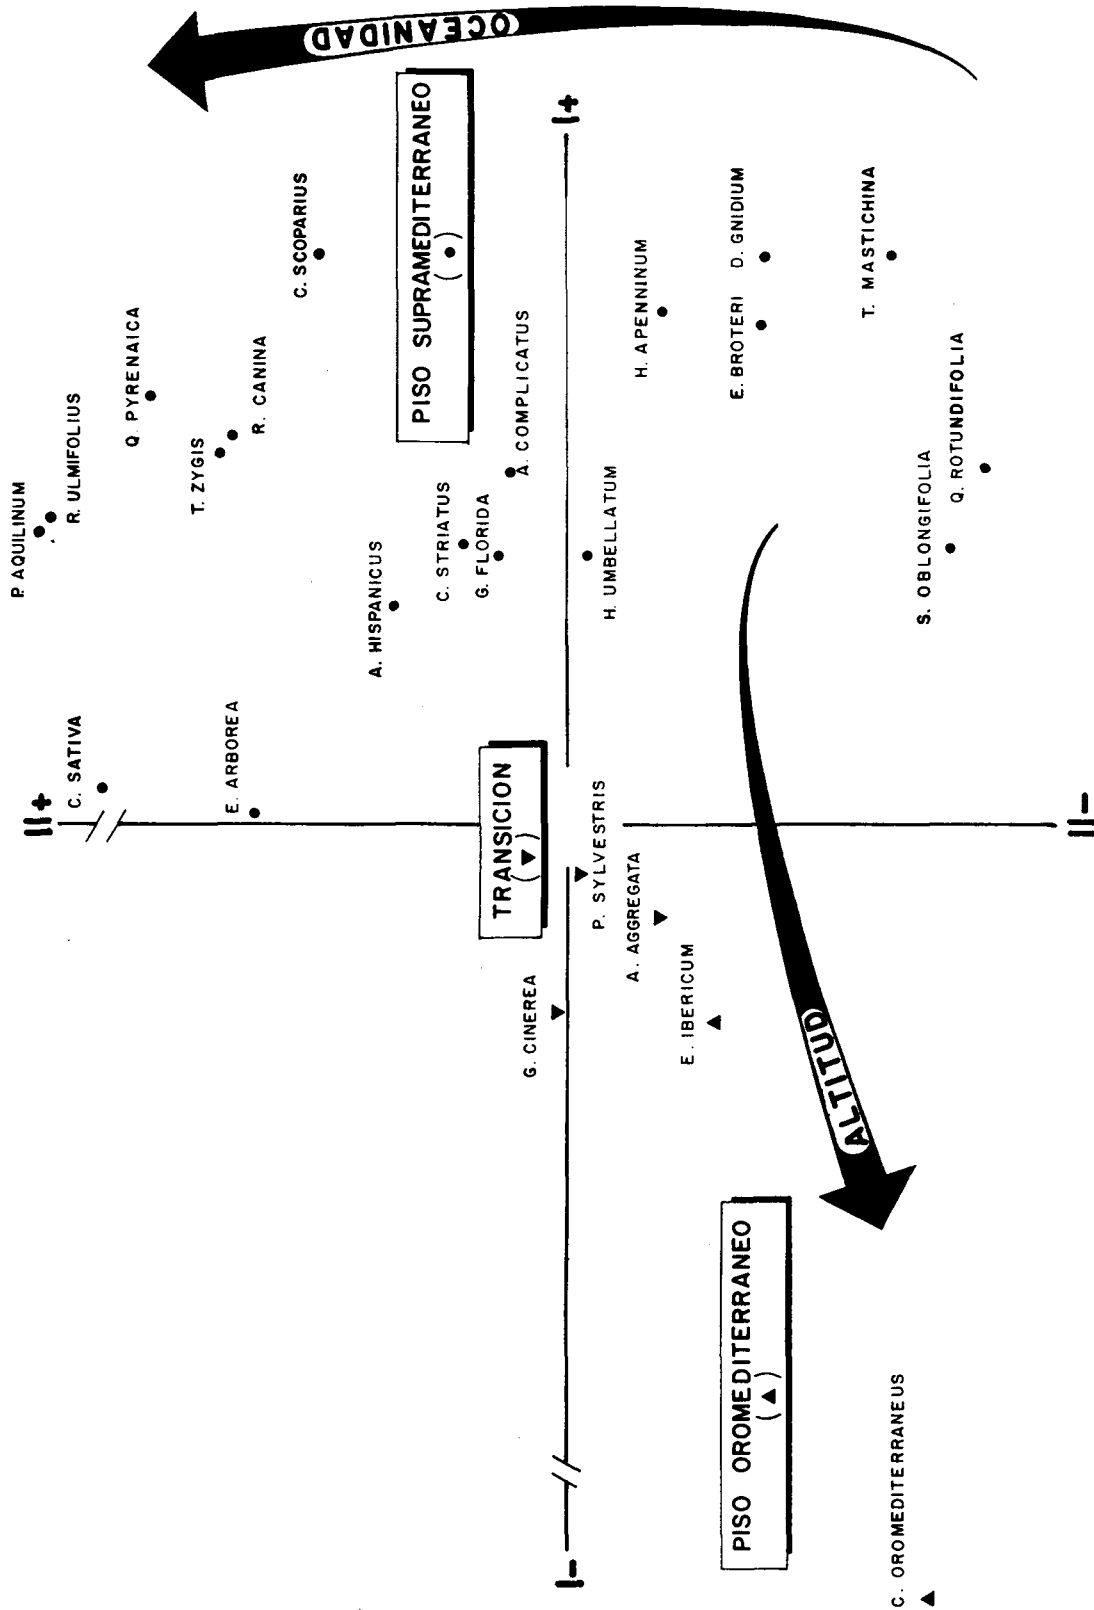 II+
P. AQUILINUM
R. ULMIFOLIUS
C. SATIVA
Q. PYRENAICA
T. ZYGIS
R. CANINA
E. ARBOREA
C. SCOPARIUS
OCEANIDAD
A. HISPANICUS
PISO SUPRAMEDITERRANEO
( )
C. STRIATUS
G. FLORIDA
A. COMPLICATUS
TRANSICION
( )
G. CINEREA
I-
I+
P. SYLVESTRIS
H. UMBELLATUM
H. APENNINUM
A. AGGREGATA
E. IBERICUM
E. BROTERI
D. GNIDIUM
PISO OROMEDITERRANEO
( )
ALTITUD
T. MASTICHINA
C. OROMEDITERRANEUS
S. OBLONGIFOLIA
Q. ROTUNDIFOLIA
II-